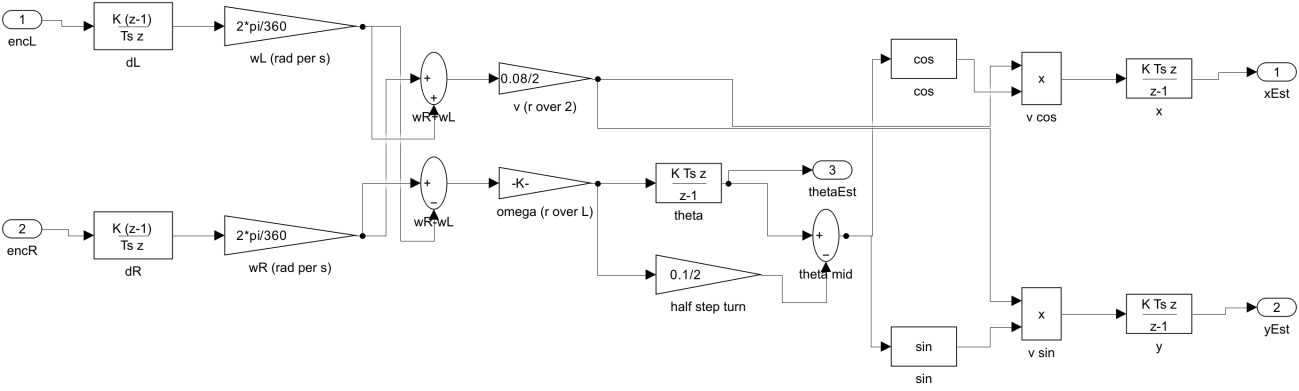 1
encL
K (z-1)
Ts z
dL
2*pi/360
wL (rad per s)
+
+
wR+wL
0.08/2
v (r over 2)
cos
cos
x
v cos
K Ts z
z-1
x
1
xEst
2
encR
K (z-1)
Ts z
dR
2*pi/360
wR (rad per s)
+
−
wR-wL
-K-
omega (r over L)
K Ts z
z-1
theta
3
thetaEst
0.1/2
half step turn
+
−
theta mid
sin
sin
x
v sin
K Ts z
z-1
y
2
yEst